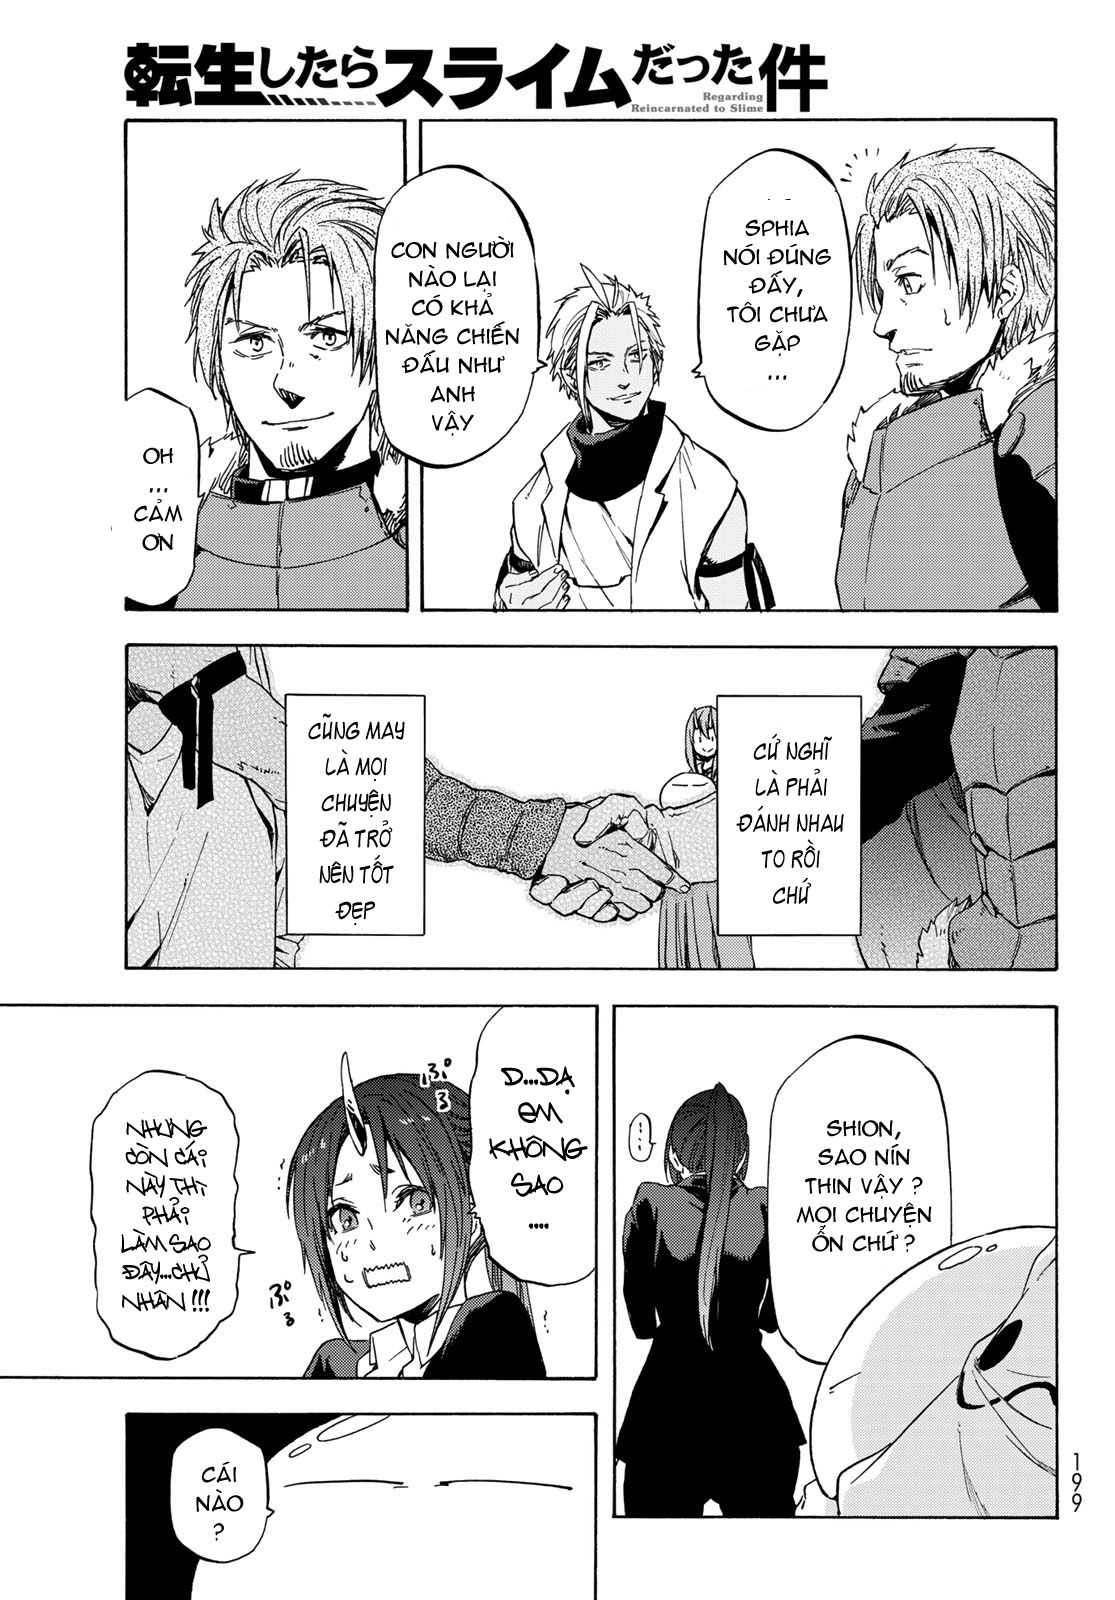 転生したらスライムだった件
Regarding
Reincarnated to Slime
SPHIA
NÓI ĐÚNG
ĐẤY,
TÔI CHƯA
GẶP
...
CON NGƯỜI
NÀO LẠI
CÓ KHẢ
NĂNG CHIẾN
ĐẤU NHƯ
ANH
VẬY
OH
...
CẢM
ƠN
CỨ NGHĨ
LÀ PHẢI
ĐÁNH NHAU
TO RỒI
CHỨ
CŨNG MAY
LÀ MỌI
CHUYỆN
ĐÃ TRỞ
NÊN TỐT
ĐẸP
SHION,
SAO NÍN
THIN VẬY ?
MỌI CHUYỆN
ỔN CHỨ ?
....
D...DẠ
EM
KHÔNG
SAO
....
ぷる
ぷる
NHƯNG
CÒN CÁI
NÀY THÌ
PHẢI
LÀM SAO
ĐÂY...CHỦ
NHÂN !!!
CÁI
NÀO
?
199